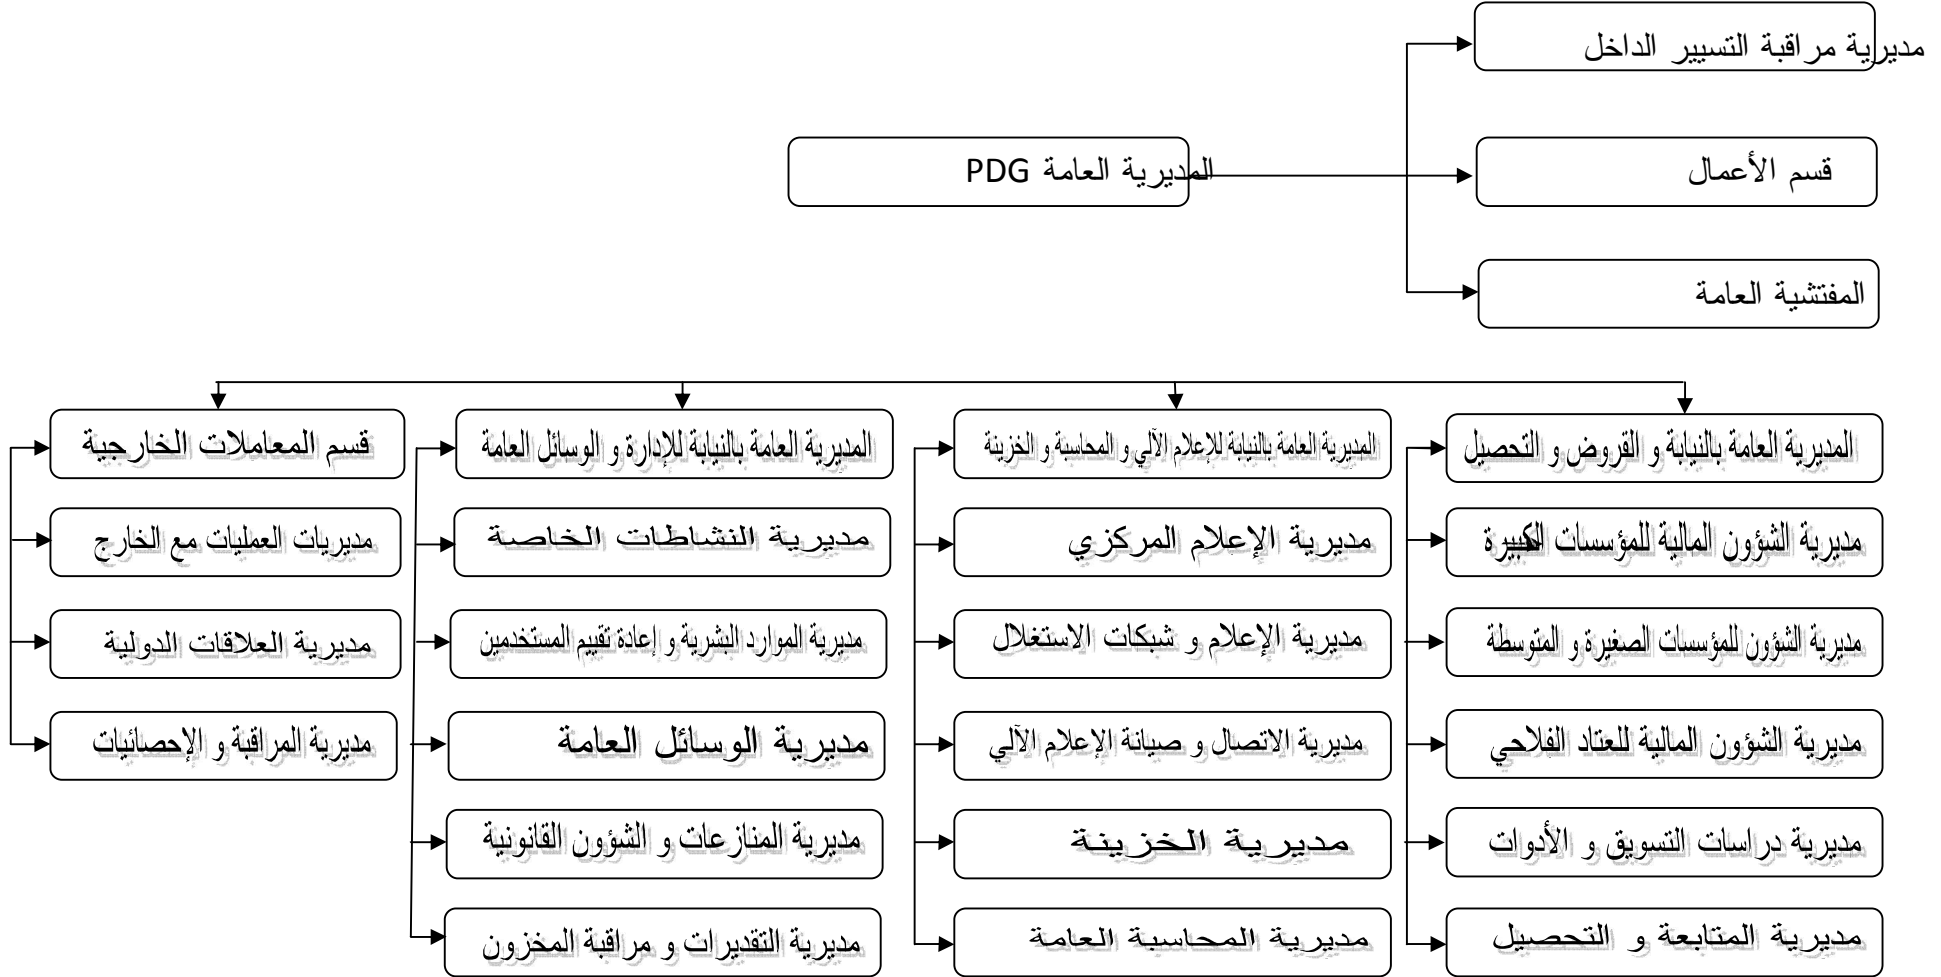 مديرية مراقبة التسيير الداخل
المديرية العامة PDG
قسم الأعمال
المفتشية العامة
المديرية العامة بالنيابة و القروض و التحصيل
مديرية الشؤون المالية للمؤسسات الكبيرة
مديرية الشؤون للمؤسسات الصغيرة و المتوسطة
مديرية الشؤون المالية للعتاد الفلاحي
مديرية دراسات التسويق و الأدوات
مديرية المتابعة و التحصيل
المديرية العامة بالنيابة للإعلام الآلي و المحاسبة و الخزينة
مديرية الإعلام المركزي
مديرية الإعلام و شبكات الاستغلال
مديرية الاتصال و صيانة الإعلام الآلي
مديرية الخزينة
مديرية المحاسبة العامة
المديرية العامة بالنيابة للإدارة و الوسائل العامة
مديرية النشاطات الخاصة
مديرية الموارد البشرية و إعادة تقييم المستخدمين
مديرية الوسائل العامة
مديرية المنازعات و الشؤون القانونية
مديرية التقديرات و مراقبة المخزون
قسم المعاملات الخارجية
مديريات العمليات مع الخارج
مديرية العلاقات الدولية
مديرية المراقبة و الإحصائيات